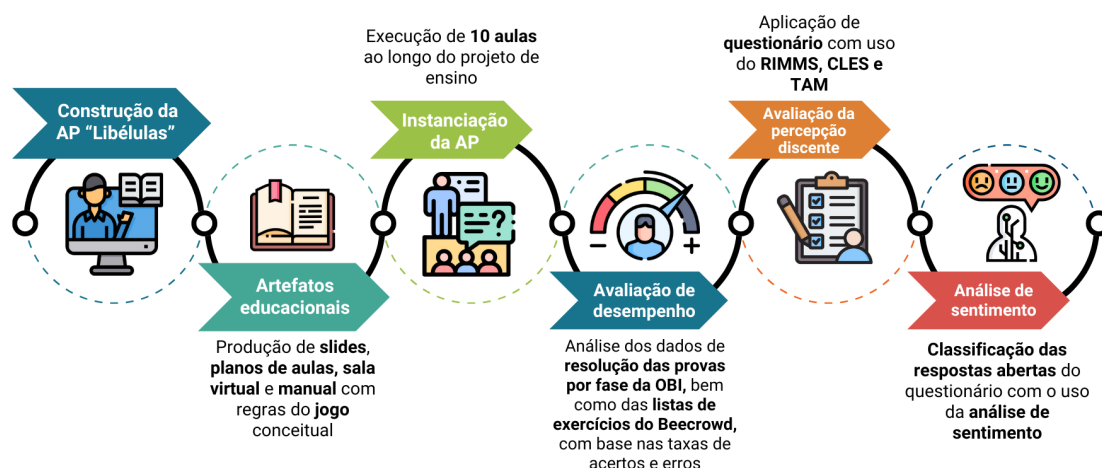 Construção da
AP “Libélulas”
Artefatos
educacionais
Produção de slides,
planos de aulas, sala
virtual e manual com
regras do jogo
conceitual
Execução de 10 aulas
ao longo do projeto de
ensino
Instanciação
da AP
Avaliação de
desempenho
Análise dos dados de
resolução das provas
por fase da OBI, bem
como das listas de
exercícios do Beecrowd,
com base nas taxas de
acertos e erros
Aplicação de
questionário com uso
do RIMMS, CLES e
TAM
Avaliação da
percepção
discente
Análise de
sentimento
Classificação das
respostas abertas do
questionário com o uso
da análise de
sentimento